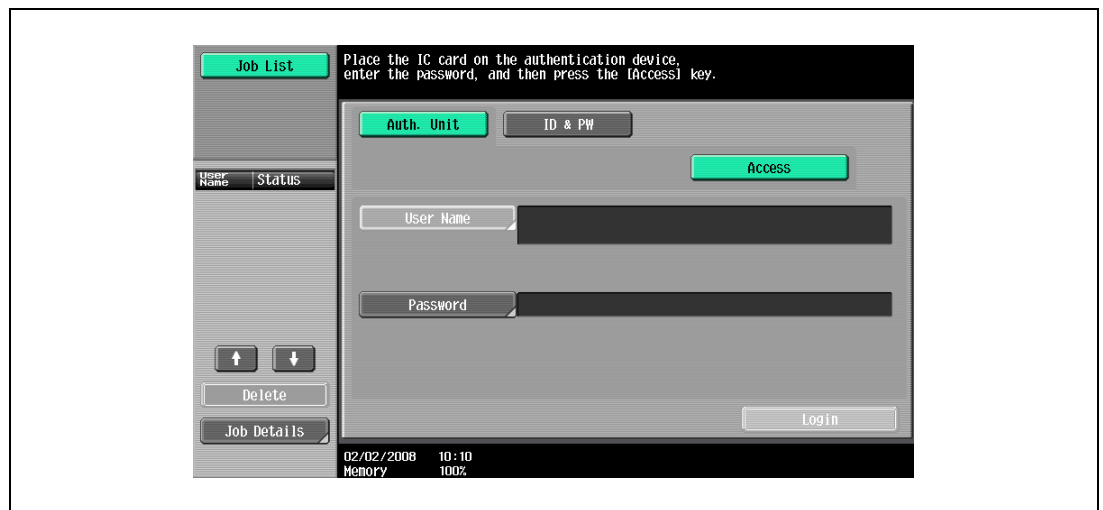 Job List
Place the IC card on the authentication device,
enter the password, and then press the [Access] key.
Auth. Unit
ID & PW
Access
User Name
Status
User Name
Password
Delete
Job Details
Login
02/02/2008 10:10
Memory 100%